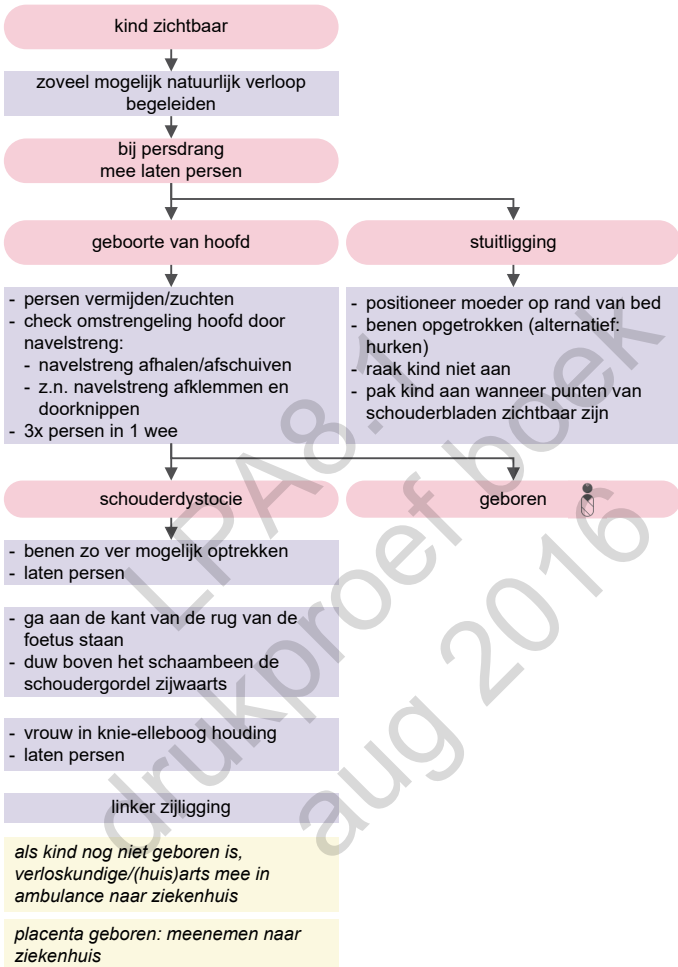 kind zichtbaar
zoveel mogelijk natuurlijk verloop
begeleiden
bij persdrang
mee laten persen
geboorte van hoofd
- persen vermijden/zuchten
- check omstrengeling hoofd door
navelstreng:
- navelstreng afhalen/afschuiven
- z.n. navelstreng afklemmen en
doorknippen
- 3x persen in 1 wee
stuitligging
- positioneer moeder op rand van bed
- benen opgetrokken (alternatief:
hurken)
- raak kind niet aan
- pak kind aan wanneer punten van
schouderbladen zichtbaar zijn
schouderdystocie
geboren
- benen zo ver mogelijk optrekken
- laten persen
- ga aan de kant van de rug van de
foetus staan
- duw boven het schaambeen de
schoudergordel zijwaarts
- vrouw in knie-elleboog houding
- laten persen
linker zijligging
als kind nog niet geboren is,
verloskundige/(huis)arts mee in
ambulance naar ziekenhuis
placenta geboren: meenemen naar
ziekenhuis
LPA8.1
drukproef boek
aug 2016